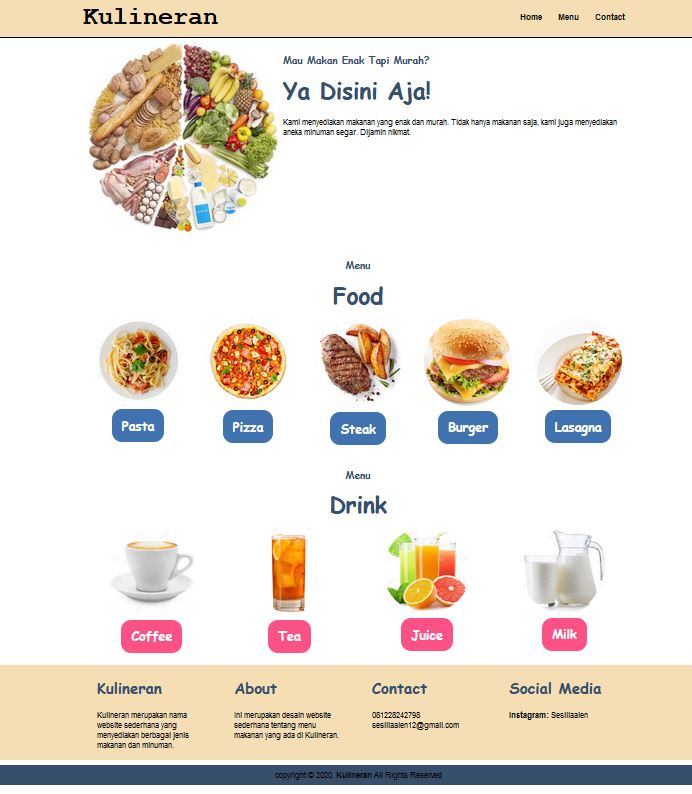 Kulineran
Home Menu Contact
Mau Makan Enak Tapi Murah?
Ya Disini Aja!
Kami menyediakan makanan yang enak dan murah. Tidak hanya makanan saja, kami juga menyediakan
aneka minuman segar. Dijamin nikmat.
Menu
Food
Pasta Pizza Steak Burger Lasagna
Menu
Drink
Coffee Tea Juice Milk
Kulineran
Kulineran merupakan nama
website sederhana yang
menyediakan berbagai jenis
makanan dan minuman.
About
Ini merupakan desain website
sederhana tentang menu
makanan yang ada di Kulineran.
Contact
081228242798
sesiliaalen12@gmail.com
Social Media
Instagram: Sesiliaalen
copyright © 2020. Kulineran All Rights Reserved